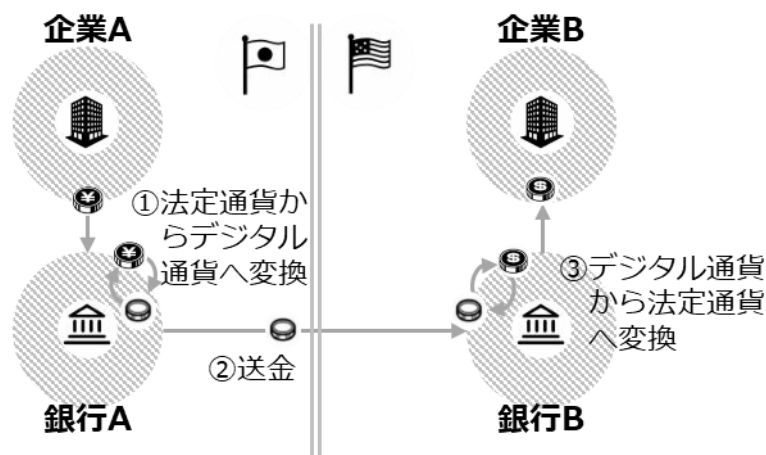 企業A
企業B
¥
①法定通貨か
らデジタル
通貨へ変換
¥
$
$
③デジタル通貨
から法定通貨
へ変換
②送金
銀行A
銀行B